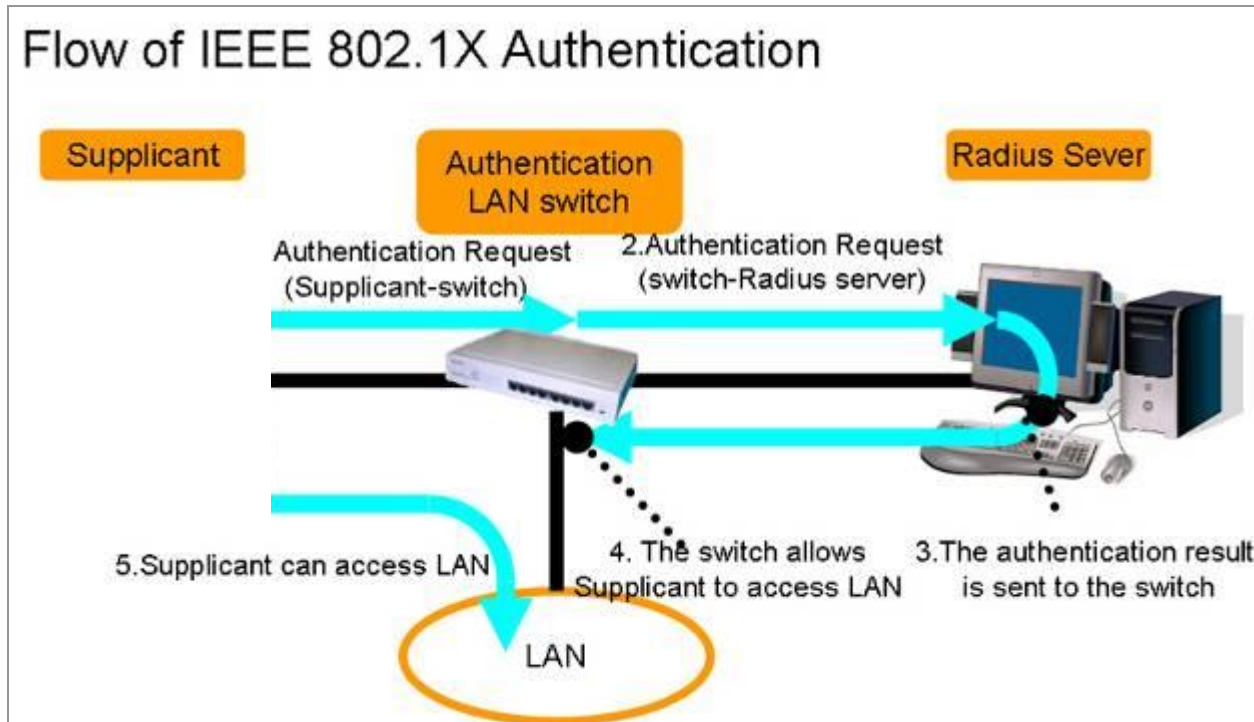 Flow of IEEE 802.1X Authentication
Supplicant
Authentication
LAN switch
Radius Sever
Authentication Request
(Supplicant-switch)
2.Authentication Request
(switch-Radius server)
5.Supplicant can access LAN
4. The switch allows
Supplicant to access LAN
3.The authentication result
is sent to the switch
LAN